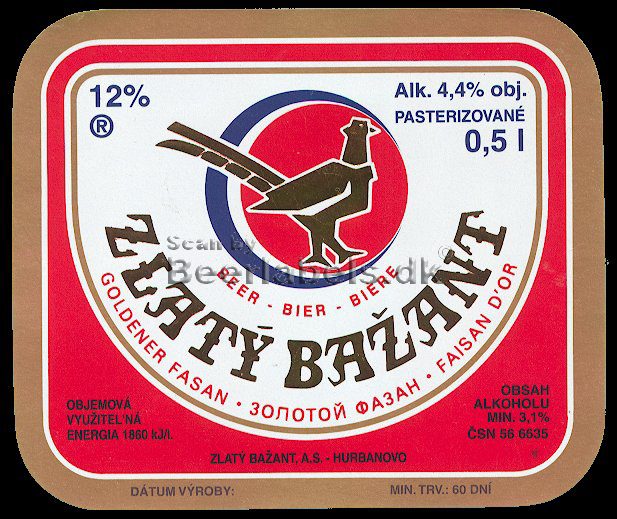 12%
®
Alk. 4,4% obj.
PASTERIZOVANÉ
0,5 l
Scan by
Beerlabels.dk
©
BEER - BIER - BIÈRE
ZLATÝ BAŽANT
GOLDENER FASAN · ЗОЛОТОЙ ФАЗАН · FAISAN D'OR
OBJEMOVÁ
VYUŽITEĽNÁ
ENERGIA 1860 kJ/l.
OBSAH
ALKOHOLU
MIN. 3,1%
ČSN 56 6635
ZLATÝ BAŽANT, A.S. - HURBANOVO
DÁTUM VÝROBY:
MIN. TRV.: 60 DNÍ